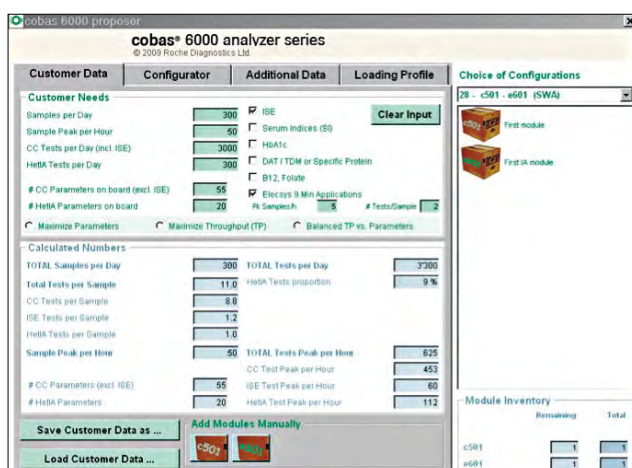 cobas 6000 proposer
cobas® 6000 analyzer series
© 2009 Roche Diagnostics Ltd.
Customer Data Configurator Additional Data Loading Profile
Customer Needs
Samples per Day 300
Sample Peak per Hour 50
CC Tests per Day (incl. ISE) 3000
HetIA Tests per Day 300
# CC Parameters on board (excl. ISE) 55
# HetIA Parameters on board 20
ISE
Serum Indices (SI)
HbA1c
DAT / TDM or Specific Protein
B12, Folate
Elecsys 9 Min Applications
Pk Samples/h 5 # Tests/Sample 2
Clear Input
Maximize Parameters Maximize Throughput (TP) Balanced TP vs. Parameters
Calculated Numbers
TOTAL Samples per Day 300 TOTAL Tests per Day 3'300
Total Tests per Sample 11.0 HetIA Tests proportion 9 %
CC Tests per Sample 8.8
ISE Tests per Sample 1.2
HetIA Tests per Sample 1.0
Sample Peak per Hour 50 TOTAL Tests Peak per Hour 625
CC Test Peak per Hour 453
# CC Parameters (excl. ISE) 55 ISE Test Peak per Hour 60
# HetIA Parameters 20 HetIA Test Peak per Hour 112
Save Customer Data as ...
Load Customer Data ...
Add Modules Manually
c501 e601
Choice of Configurations
28 - c501 - e601 (SWA)
c501 First module
e601 First IA module
Module Inventory
Remaining Total
c501 1 1
e601 1 1